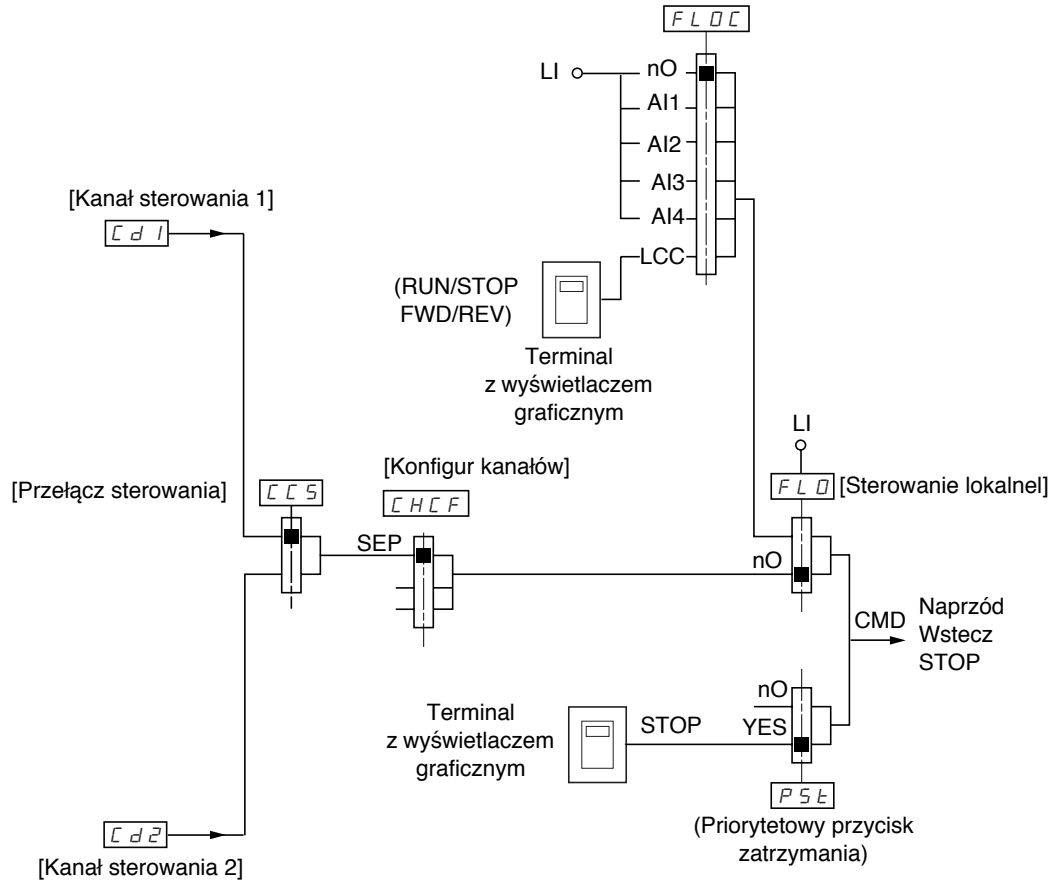 FLOC
LI
nO
AI1
AI2
AI3
AI4
LCC
[Kanał sterowania 1]
Cd1
(RUN/STOP
FWD/REV)
Terminal
z wyświetlaczem
graficznym
LI
[Przełącz sterowania]
CCS
[Konfigur kanałów]
CHCF
FLO
[Sterowanie lokalnel]
SEP
nO
CMD
Naprzód
Wstecz
STOP
nO
Terminal
z wyświetlaczem
graficznym
STOP
YES
PSt
(Priorytetowy przycisk
zatrzymania)
Cd2
[Kanał sterowania 2]